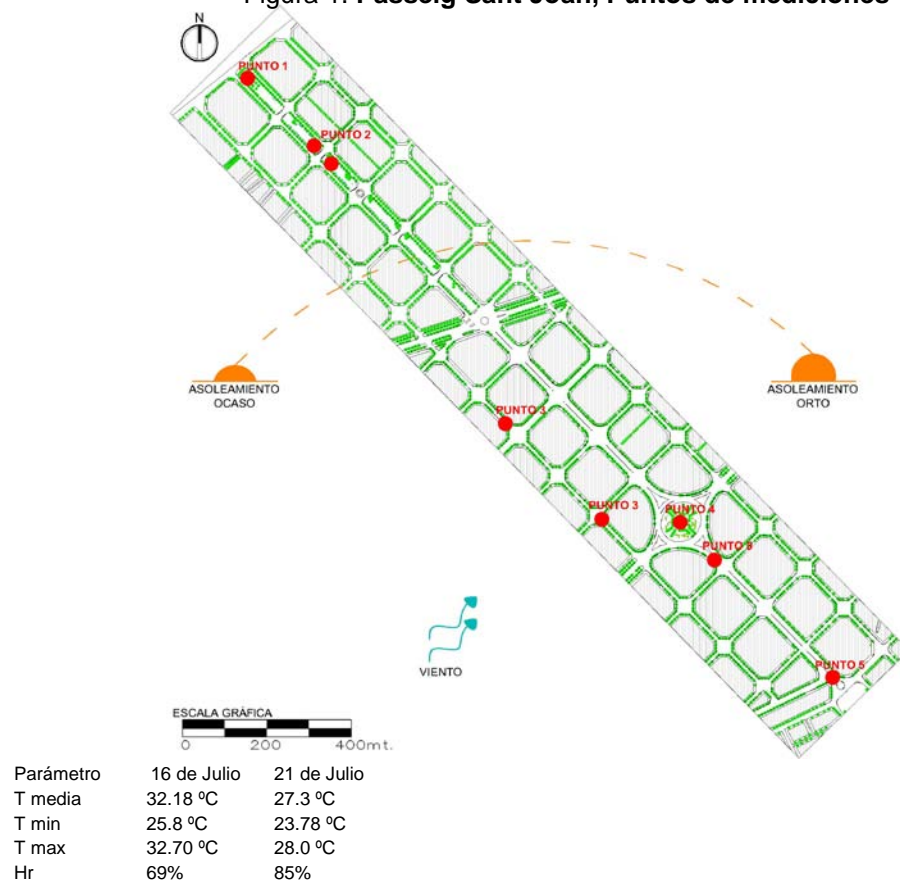 Figura 1. Passeig Sant Joan, Puntos de mediciones
N
PUNTO 1
PUNTO 2
ASOLEAMIENTO
OCASO
ASOLEAMIENTO
ORTO
PUNTO 3
PUNTO 3
PUNTO 4
PUNTO 5
VIENTO
ESCALA GRÁFICA
0 200 400mt.
Parámetro 16 de Julio 21 de Julio
T media 32.18 ºC 27.3 ºC
T min 25.8 ºC 23.78 ºC
T max 32.70 ºC 28.0 ºC
Hr 69% 85%